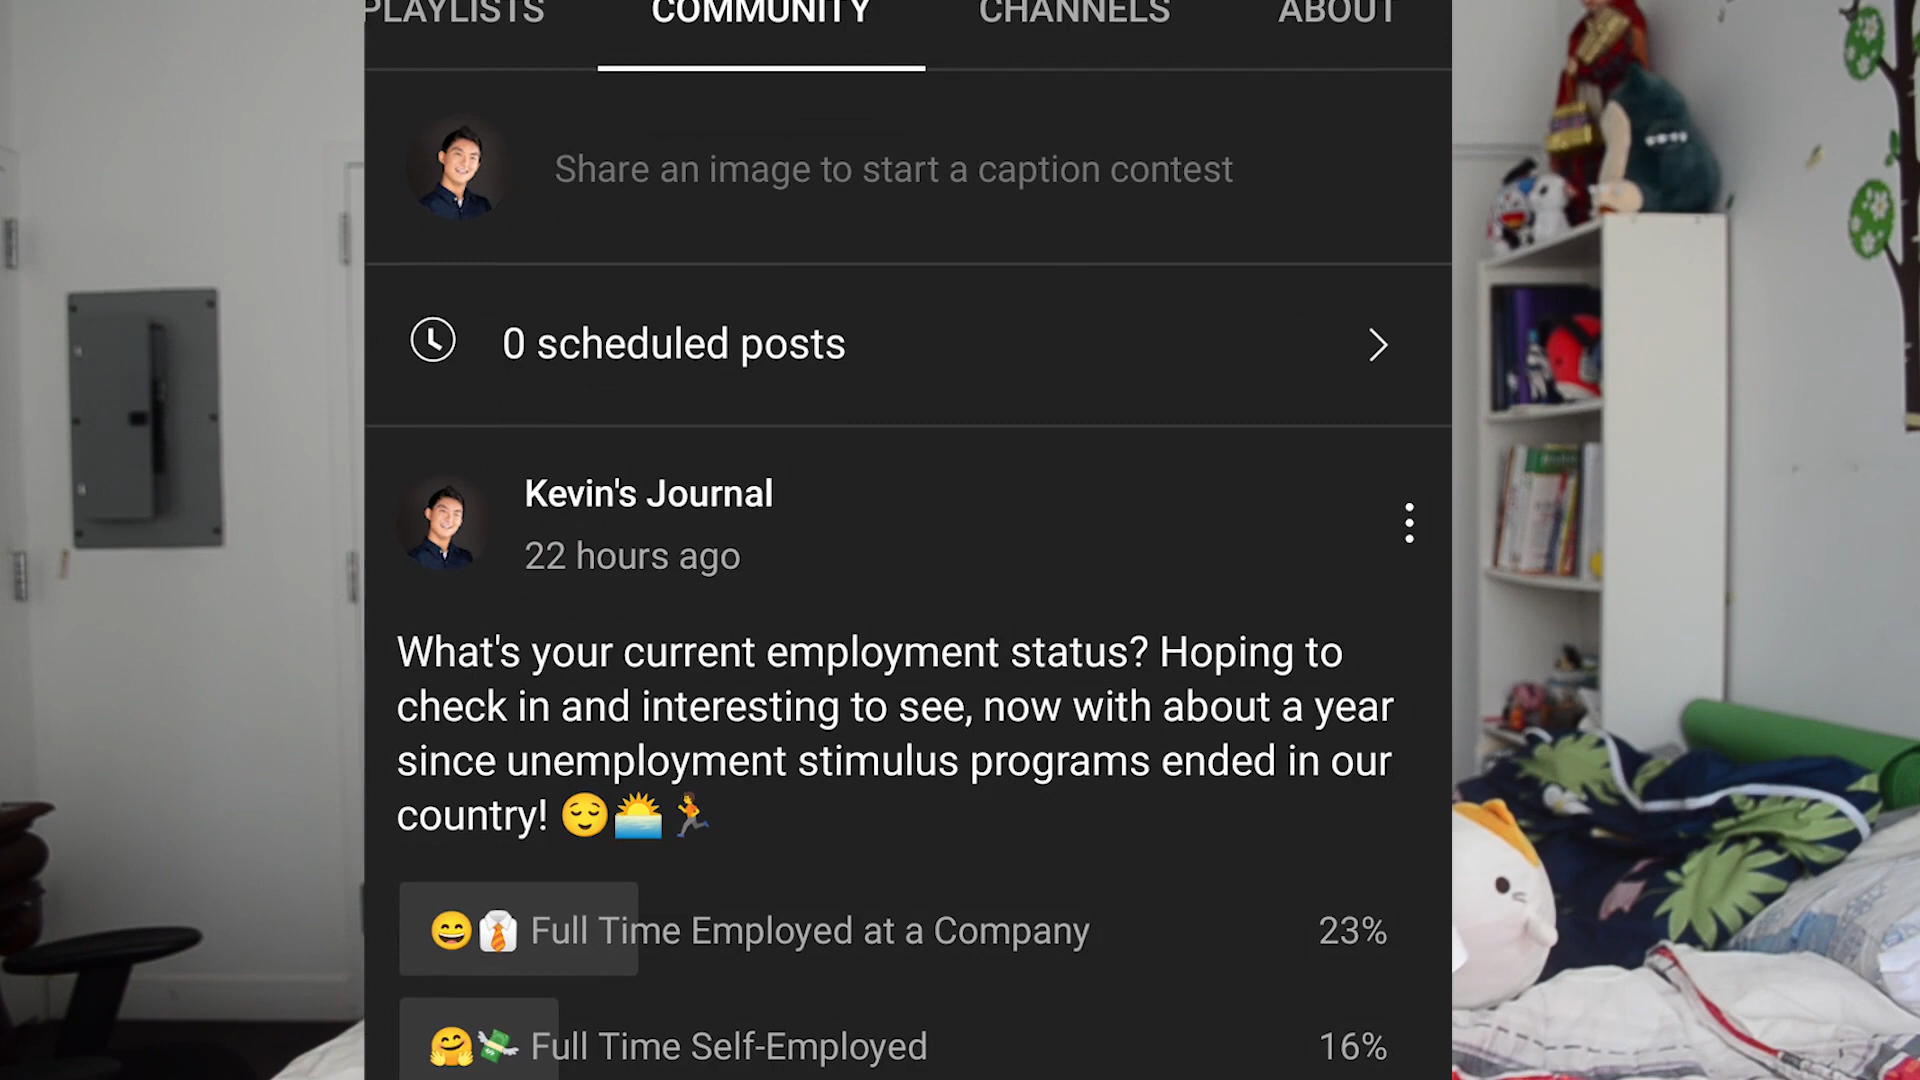 PLAYLISTS COMMUNITY CHANNELS ABOUT
Share an image to start a caption contest
0 scheduled posts
Kevin's Journal
22 hours ago
What's your current employment status? Hoping to
check in and interesting to see, now with about a year
since unemployment stimulus programs ended in our
country! 😌🌅🏃
😄👔 Full Time Employed at a Company 23%
🤗💸 Full Time Self-Employed 16%